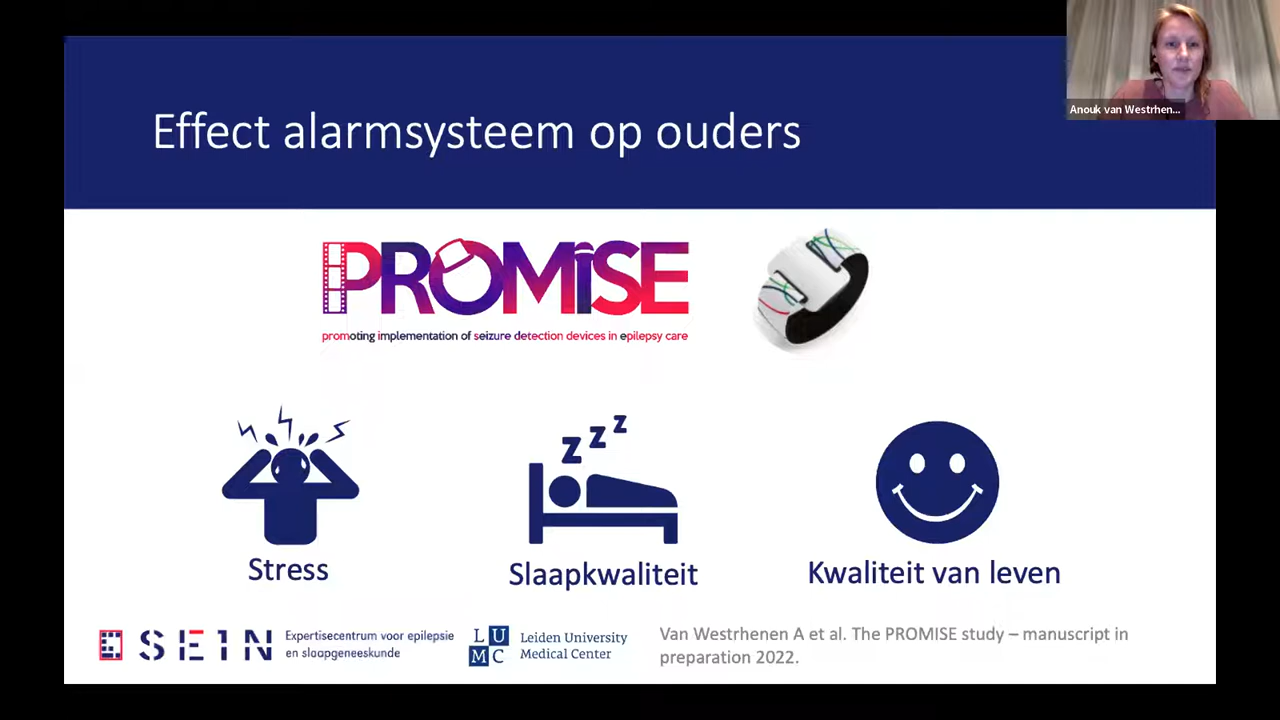 Anouk van Westrhen...
Effect alarmsysteem op ouders
PROMiSE
promoting implementation of seizure detection devices in epilepsy care
z z z
Stress
Slaapkwaliteit
Kwaliteit van leven
SEIN
Expertisecentrum voor epilepsie
en slaapgeneeskunde
LU
MC
Leiden University
Medical Center
Van Westrhenen A et al. The PROMISE study – manuscript in
preparation 2022.